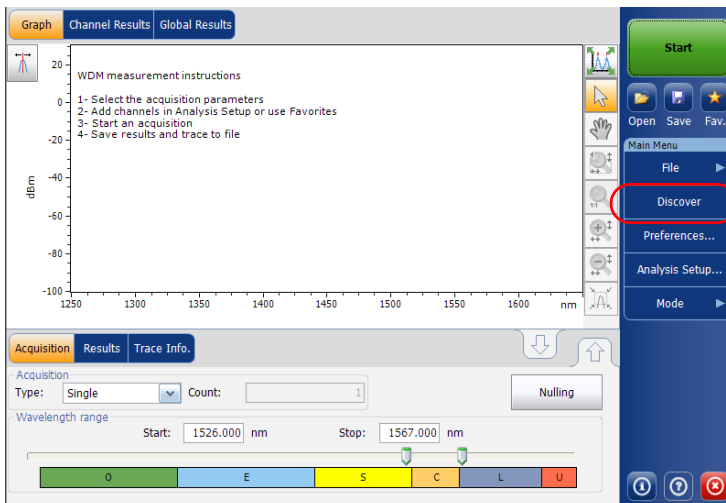 Graph Channel Results Global Results
Start
WDM measurement instructions
1- Select the acquisition parameters
2- Add channels in Analysis Setup or use Favorites
3- Start an acquisition
4- Save results and trace to file
20
0
-20
-40
-60
-80
-100
dBm
1250 1300 1350 1400 1450 1500 1550 1600 nm
1:1
Open Save Fav.
Main Menu
File
Discover
Preferences...
Analysis Setup...
Mode
Acquisition Results Trace Info.
Acquisition
Type: Single Count: 1
Nulling
Wavelength range
Start: 1526.000 nm Stop: 1567.000 nm
O E S C L U